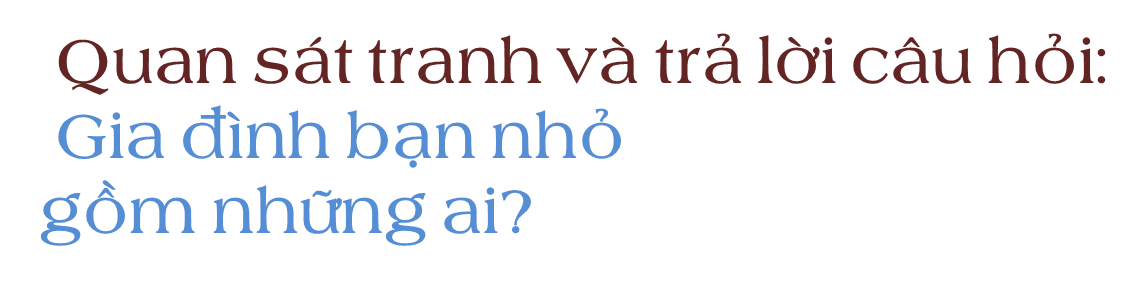 Quan sát tranh và trả lời câu hỏi:
Gia đình bạn nhỏ
gồm những ai?